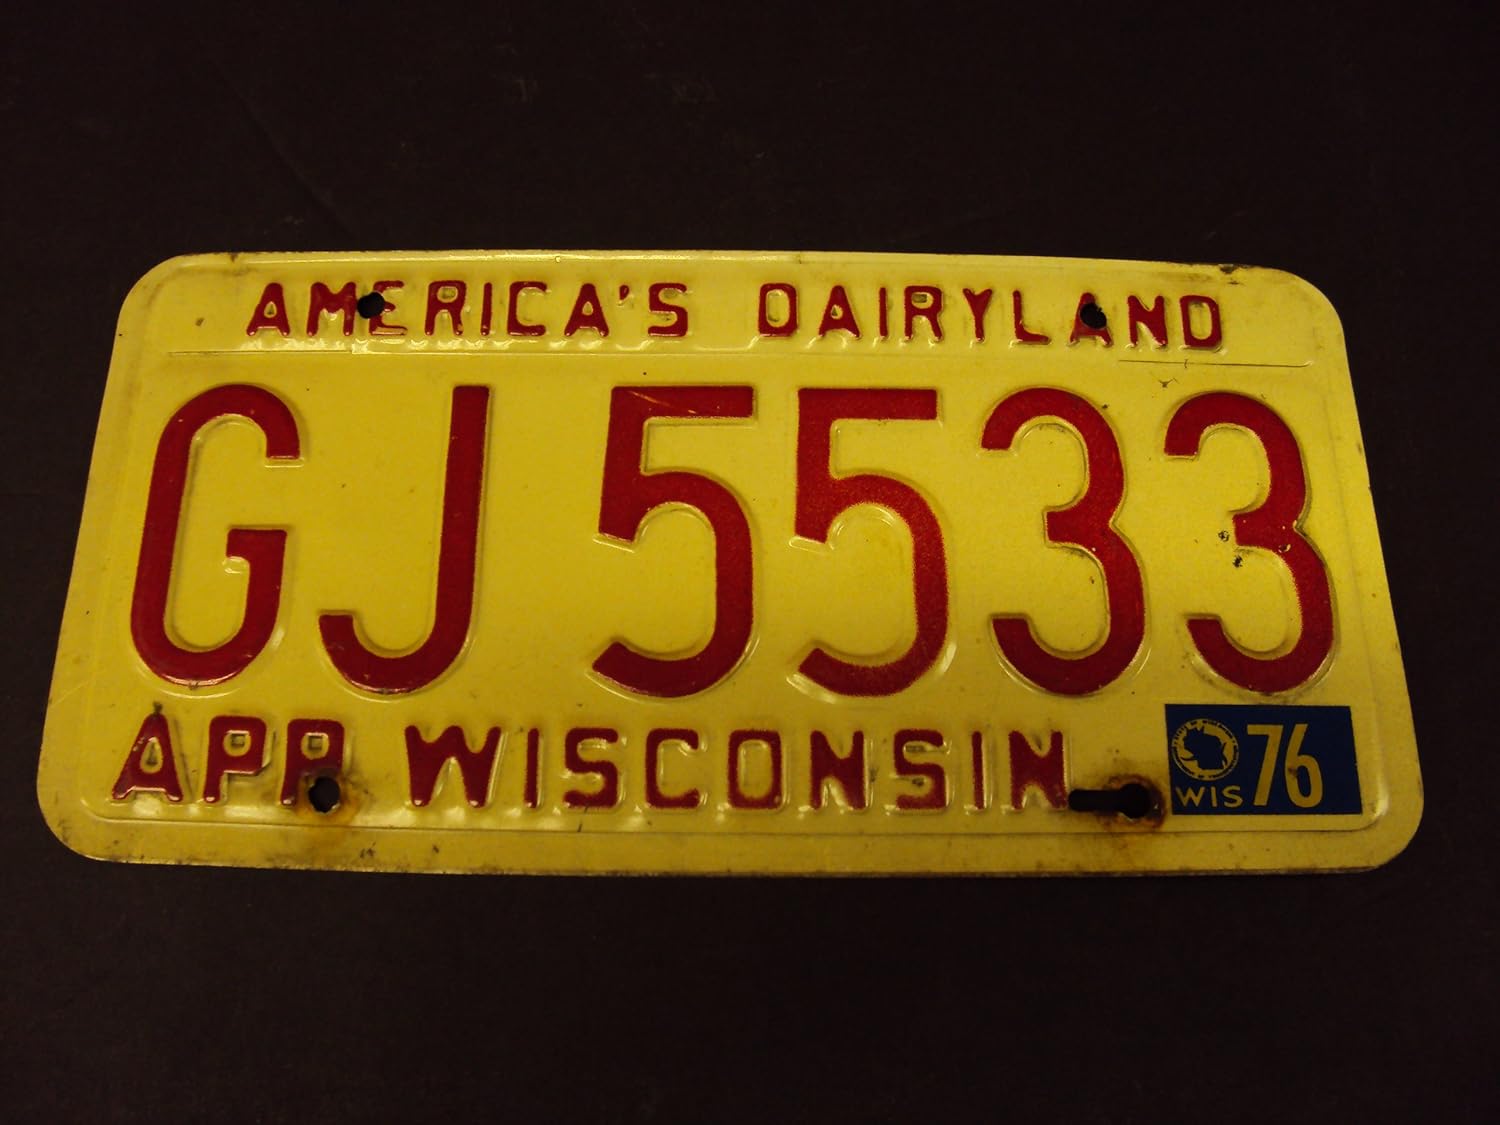 AMERICA'S DAIRYLAND
GJ 5533
APR WISCONSIN
WIS 76